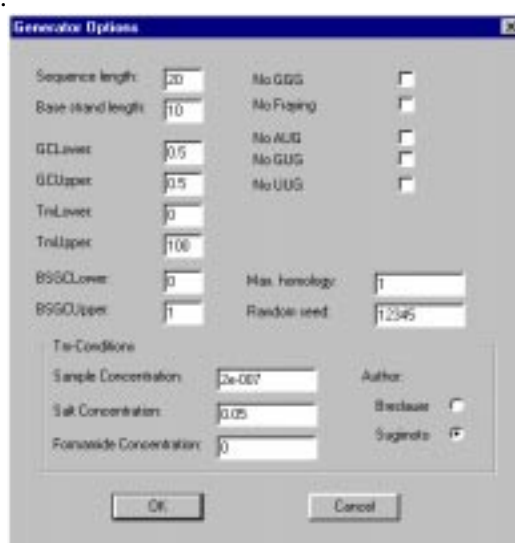 Generator Options
Sequence length: 20
Base strand length: 10
GCLower: 0.5
GCUpper: 0.5
TmLower: 0
TmUpper: 100
BSGCLower: 0
BSGCUpper: 1
No GGG
No Fraying
No AUG
No GUG
No UUG
Max. homology: 1
Random seed: 12345
Tm-Conditions
Sample Concentration: 2e-007
Salt Concentration: 0.05
Formamide Concentration: 0
Author:
Breslauer
Sugimoto
OK
Cancel